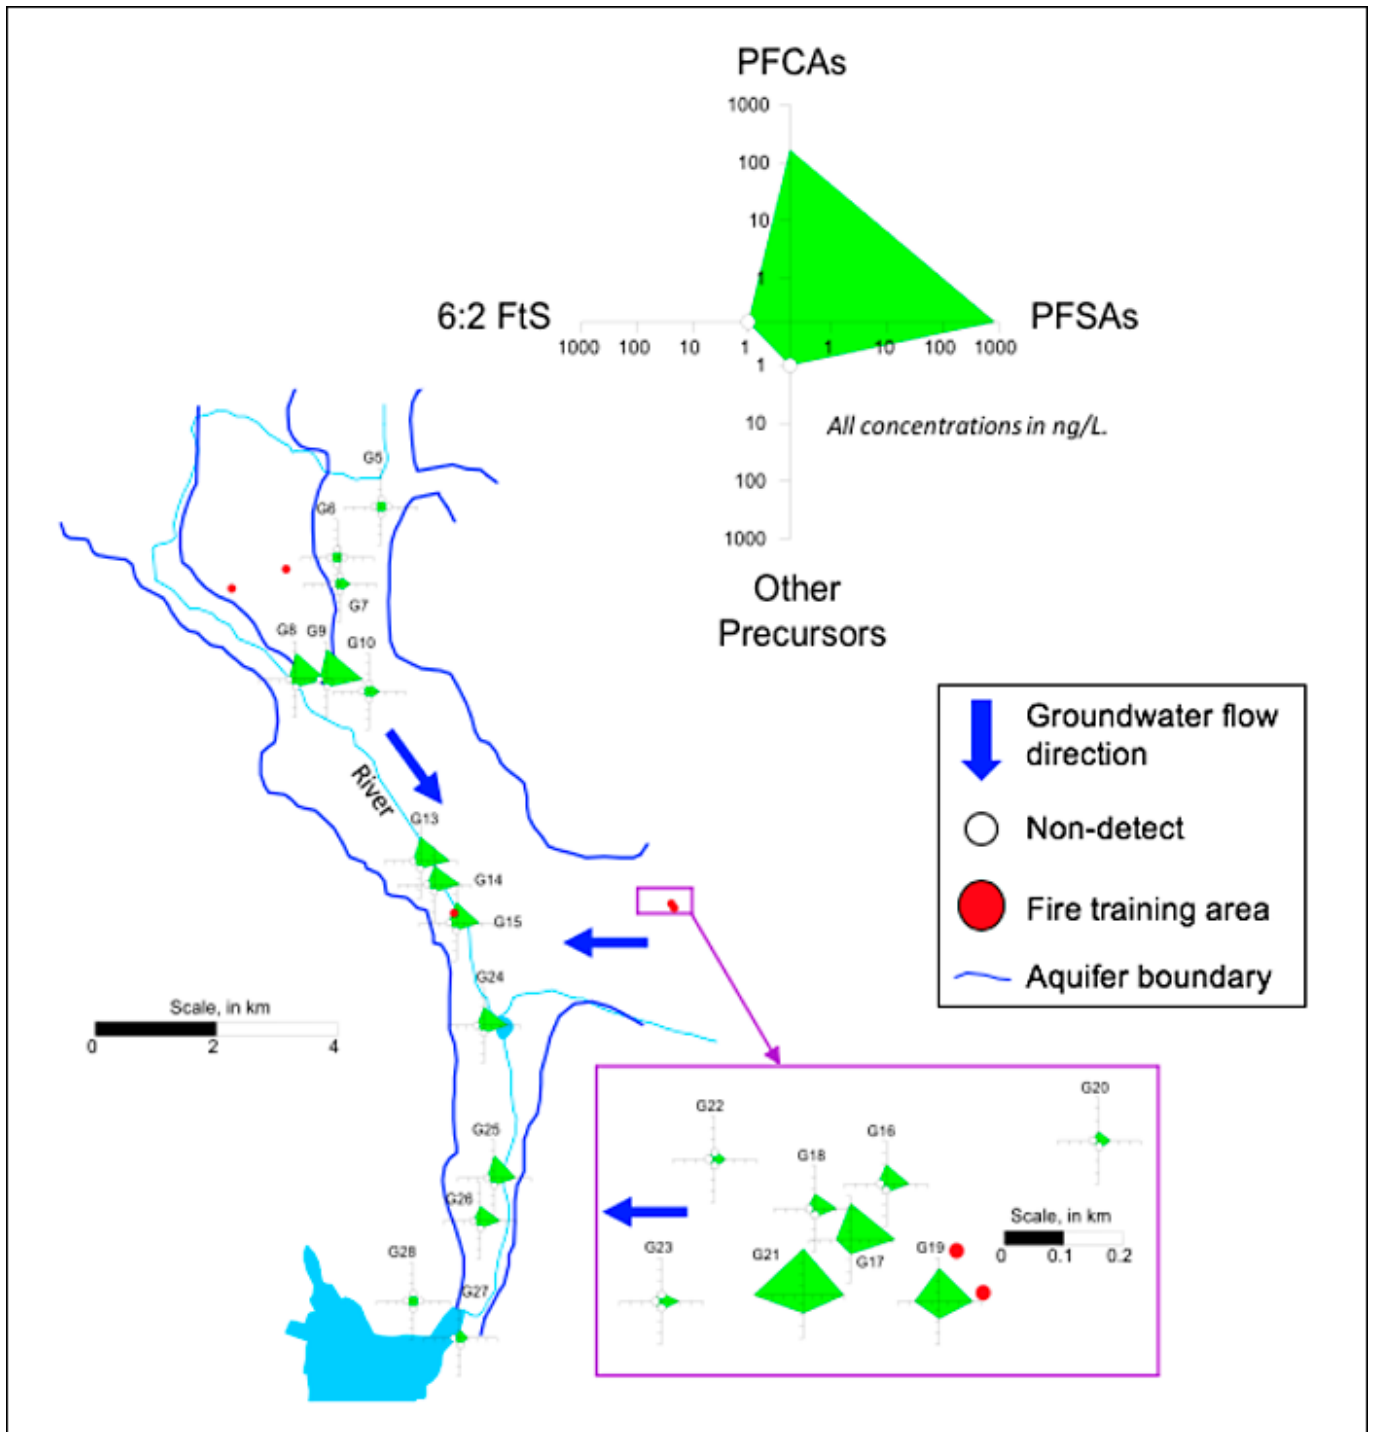 PFCAs
1000
100
10
1
6:2 FtS
PFSAs
1000 100 10 1 1 10 100 1000
1
10
100
1000
All concentrations in ng/L.
Other
Precursors
G5
G6
G7
G8 G9 G10
River
G13
G14
G15
G24
G25
G26
G27
G28
Scale, in km
0 2 4
Groundwater flow
direction
Non-detect
Fire training area
Aquifer boundary
G20
G22
G16
G18
G23
G21
G17
G19
Scale, in km
0 0.1 0.2